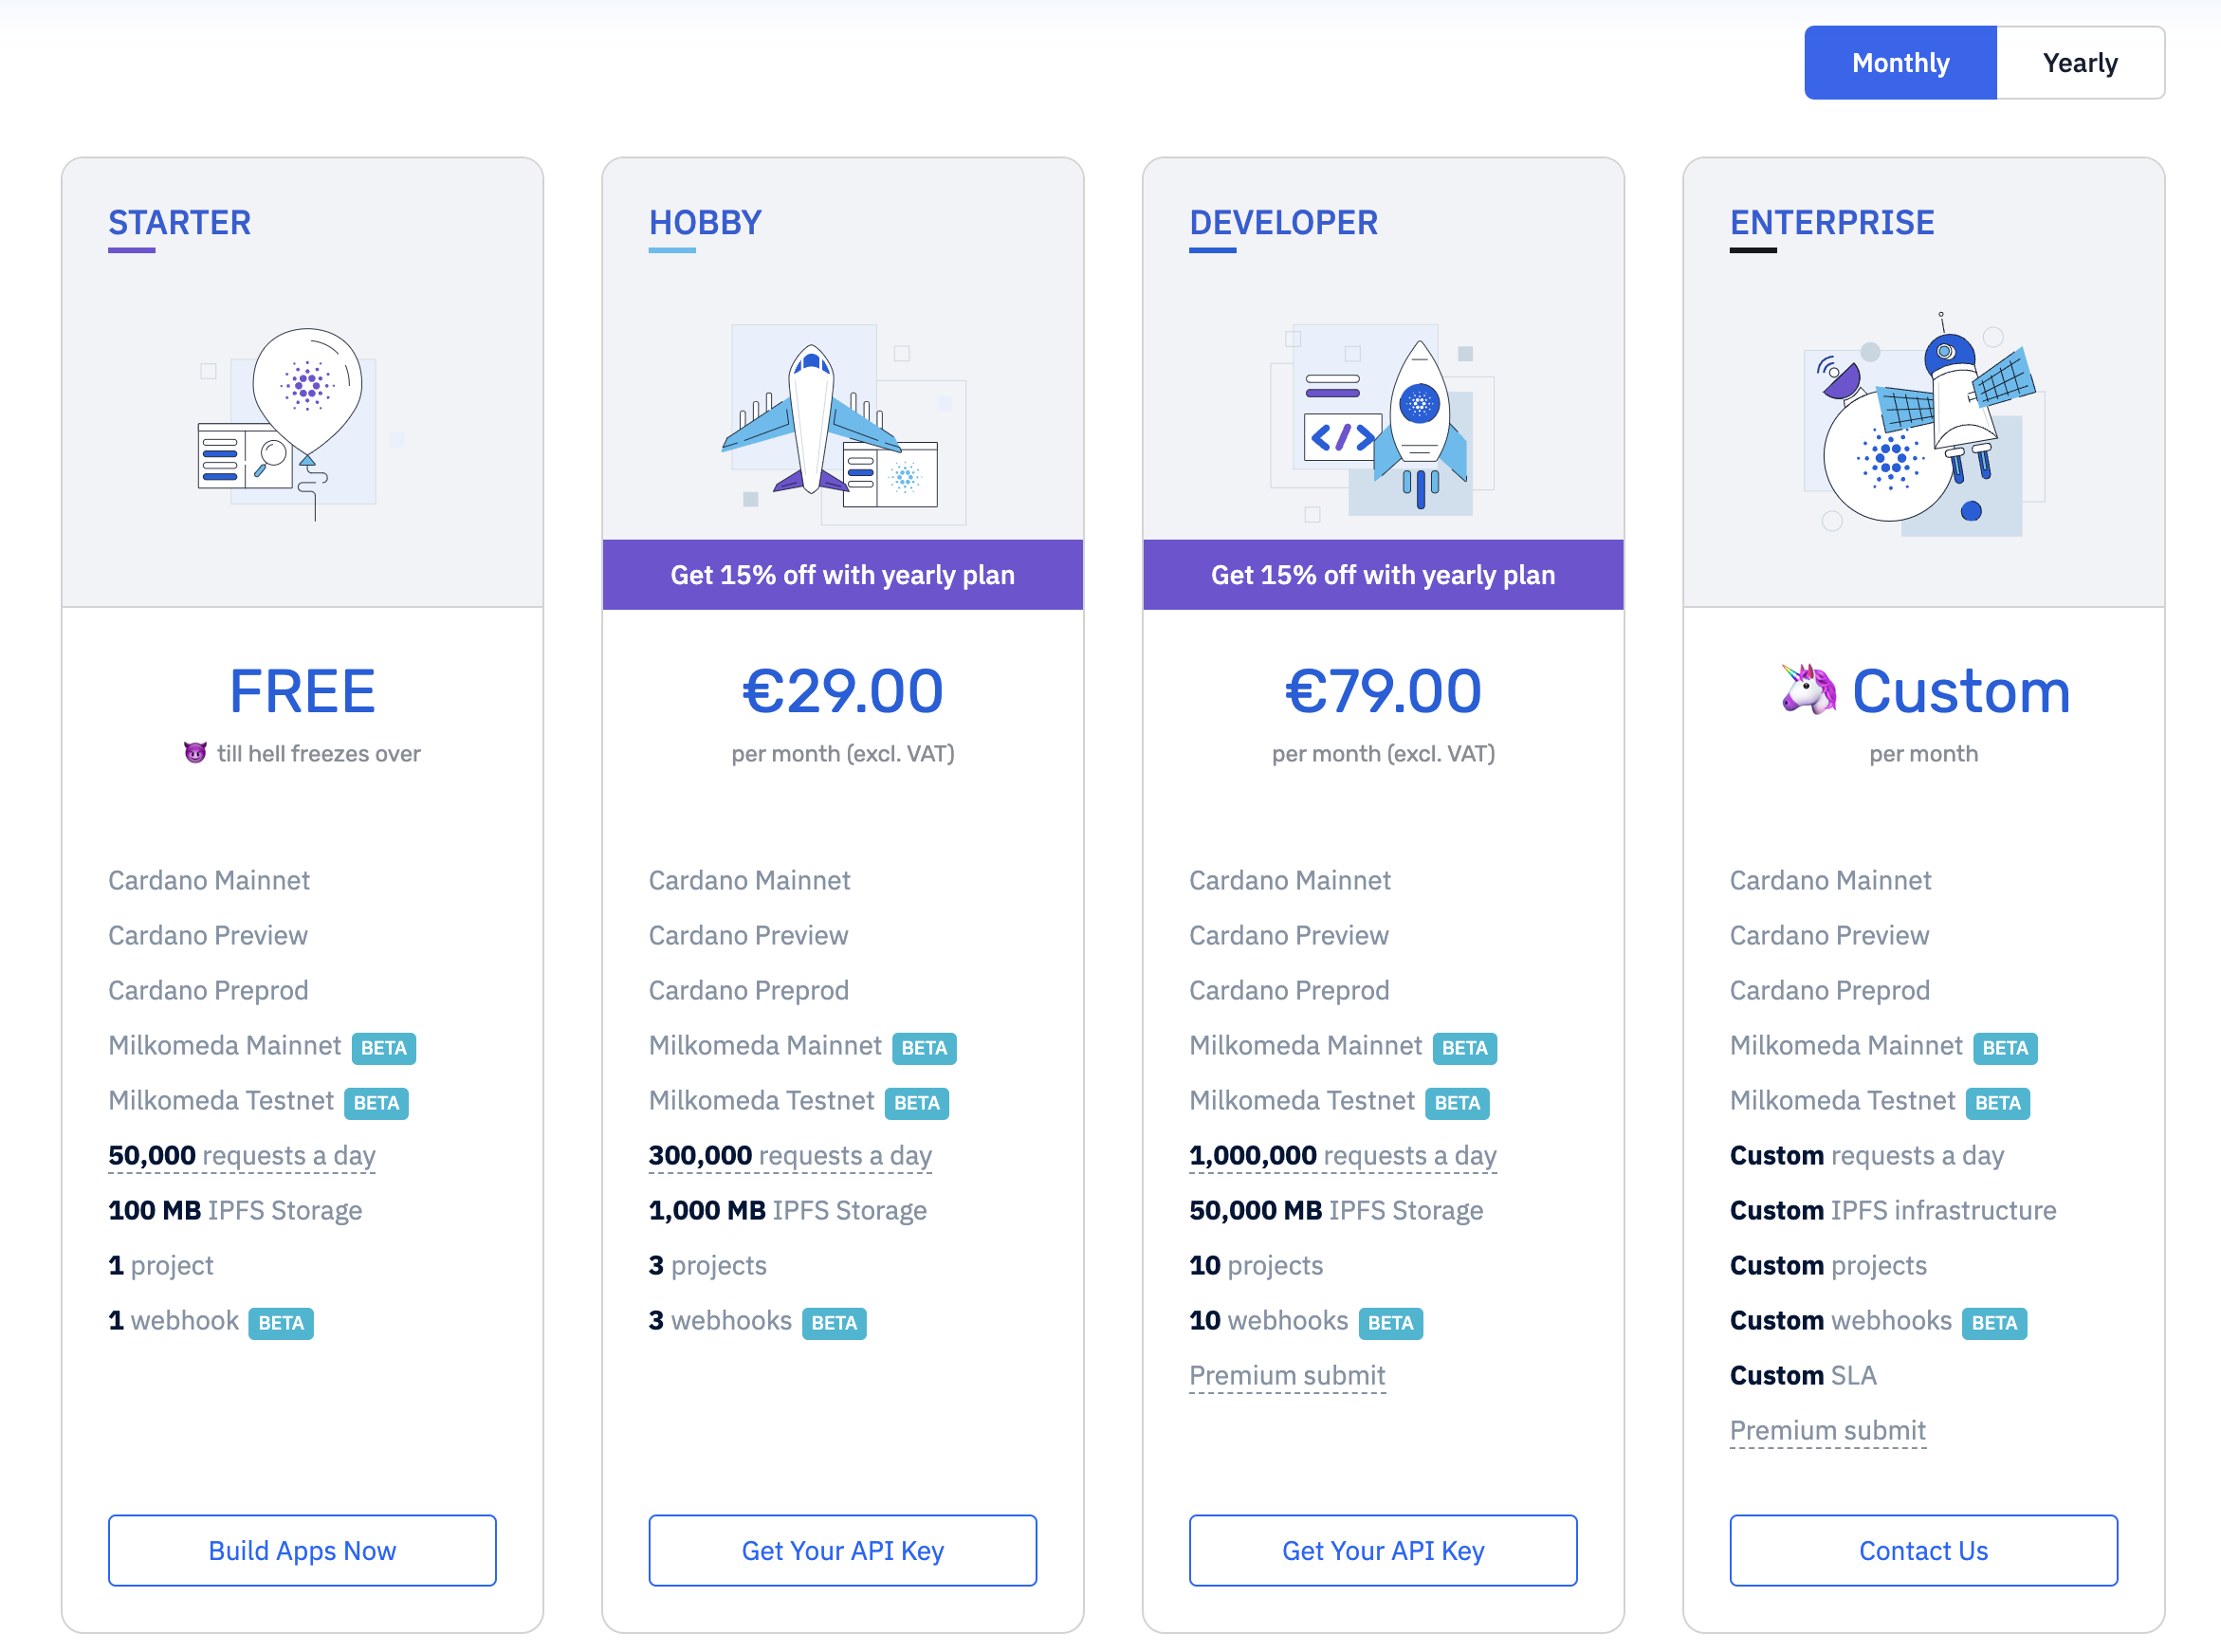 Monthly
Yearly
STARTER
FREE
😈 till hell freezes over
Cardano Mainnet
Cardano Preview
Cardano Preprod
Milkomeda Mainnet BETA
Milkomeda Testnet BETA
50,000 requests a day
100 MB IPFS Storage
1 project
1 webhook BETA
Build Apps Now
HOBBY
Get 15% off with yearly plan
€29.00
per month (excl. VAT)
Cardano Mainnet
Cardano Preview
Cardano Preprod
Milkomeda Mainnet BETA
Milkomeda Testnet BETA
300,000 requests a day
1,000 MB IPFS Storage
3 projects
3 webhooks BETA
Get Your API Key
DEVELOPER
</>
Get 15% off with yearly plan
€79.00
per month (excl. VAT)
Cardano Mainnet
Cardano Preview
Cardano Preprod
Milkomeda Mainnet BETA
Milkomeda Testnet BETA
1,000,000 requests a day
50,000 MB IPFS Storage
10 projects
10 webhooks BETA
Premium submit
Get Your API Key
ENTERPRISE
🦄 Custom
per month
Cardano Mainnet
Cardano Preview
Cardano Preprod
Milkomeda Mainnet BETA
Milkomeda Testnet BETA
Custom requests a day
Custom IPFS infrastructure
Custom projects
Custom webhooks BETA
Custom SLA
Premium submit
Contact Us